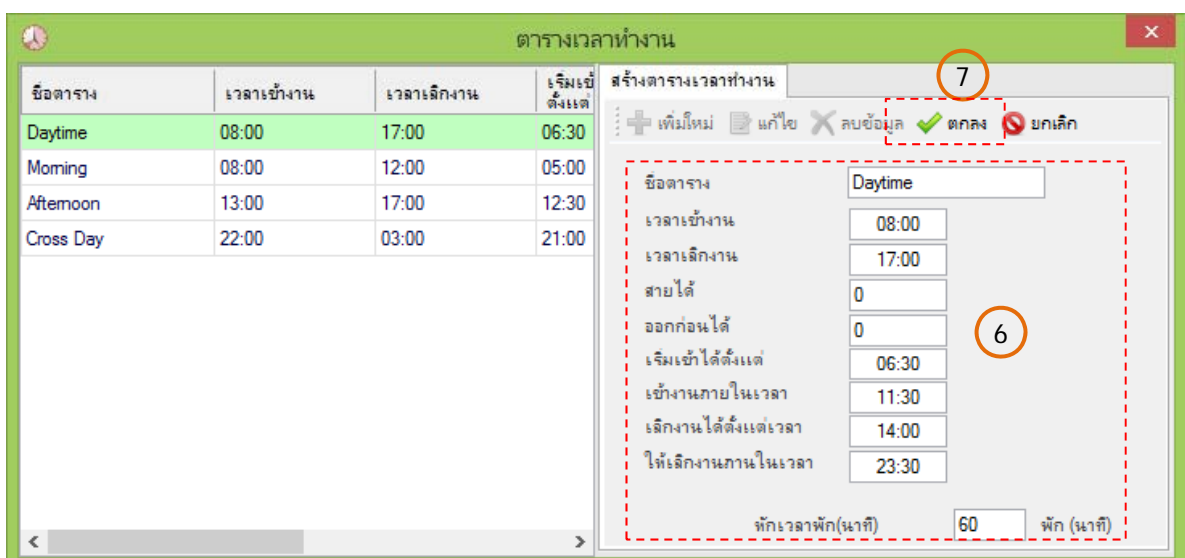 ตารางเวลาทำงาน
×
ชื่อตาราง เวลาเข้างาน เวลาเลิกงาน เริ่มเข้
ตั้งแต่
Daytime 08:00 17:00 06:30
Morning 08:00 12:00 05:00
Afternoon 13:00 17:00 12:30
Cross Day 22:00 03:00 21:00
สร้างตารางเวลาทำงาน
7
เพิ่มใหม่ แก้ไข ลบข้อมูล ตกลง ยกเลิก
ชื่อตาราง Daytime
เวลาเข้างาน 08:00
เวลาเลิกงาน 17:00
สายได้ 0
ออกก่อนได้ 0
6
เริ่มเข้าได้ตั้งแต่ 06:30
เข้างานภายในเวลา 11:30
เลิกงานได้ตั้งแต่เวลา 14:00
ให้เลิกงานภานในเวลา 23:30
หักเวลาพัก(นาที) 60 พัก (นาที)